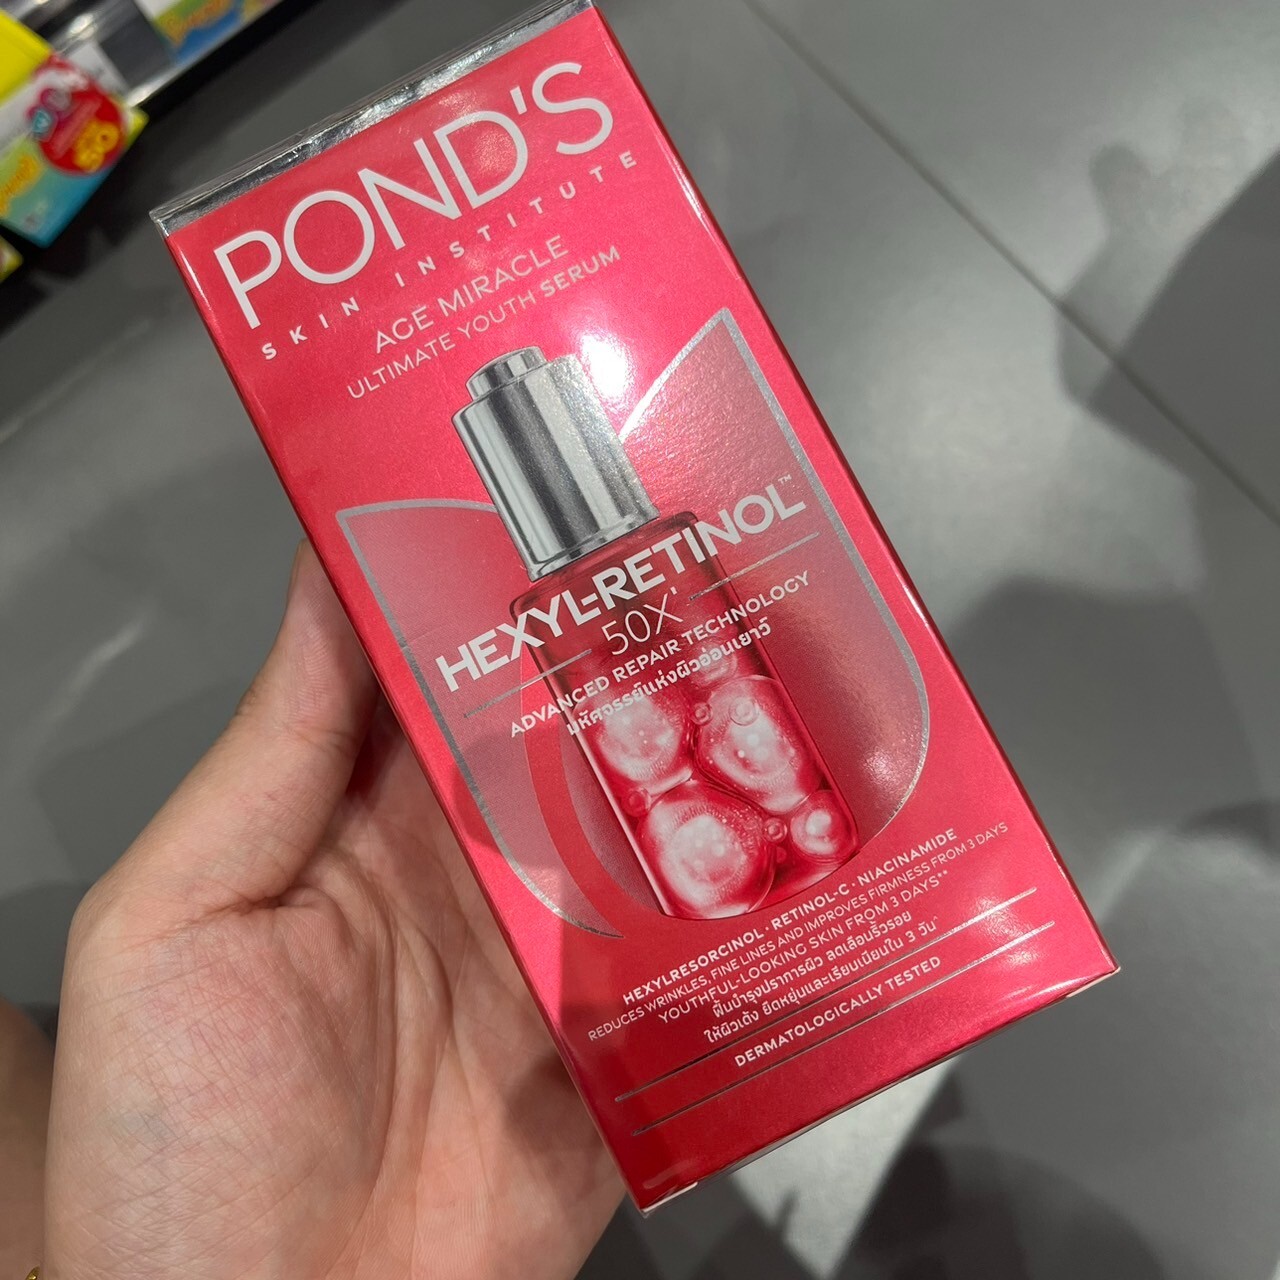 POND'S
SKIN INSTITUTE
AGE MIRACLE
ULTIMATE YOUTH SERUM
HEXYL-RETINOL™
50X
ADVANCED REPAIR TECHNOLOGY
มหัศจรรย์แห่งผิวอ่อนเยาว์
HEXYLRESORCINOL · RETINOL-C · NIACINAMIDE
REDUCES WRINKLES, FINE LINES AND IMPROVES FIRMNESS FROM 3 DAYS
YOUTHFUL-LOOKING SKIN FROM 3 DAYS**
ฟื้นบำรุงปราการผิว ลดเลือนริ้วรอย
ให้ผิวเด้ง ยืดหยุ่นและเรียบเนียนใน 3 วัน
DERMATOLOGICALLY TESTED
50